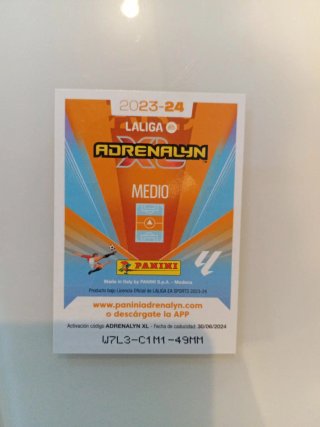 2023-24
LALIGA
ADRENALYN
XL
MEDIO
PANINI
Made in Italy by PANINI S.p.A. - Modena
Producto bajo Licencia Oficial de LALIGA EA SPORTS 2023-24
www.paniniadrenalyn.com
o descárgate la APP
Activación código ADRENALYN XL - Fecha de caducidad: 30/06/2024
W7L3-C1M1-49MM